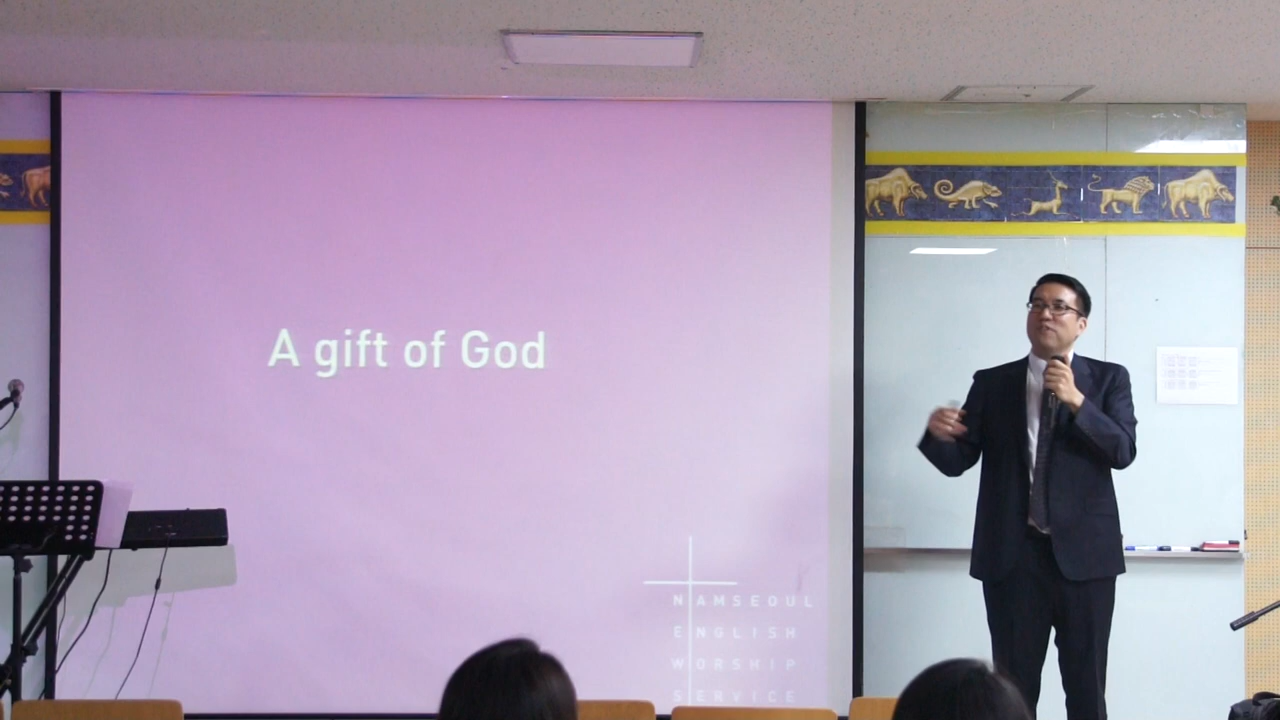 A gift of God
NAMSEOUL
ENGLISH
WORSHIP
SERVICE